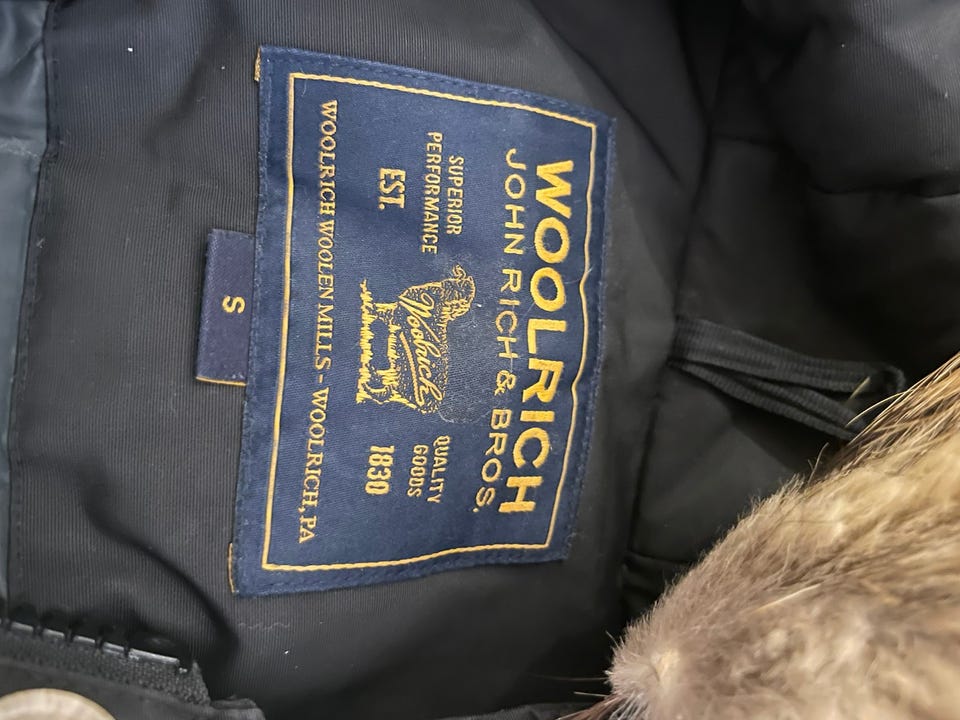 WOOLRICH
JOHN RICH & BROS.
SUPERIOR
PERFORMANCE
EST.
Woolrich
QUALITY
GOODS
1830
WOOLRICH WOOLEN MILLS - WOOLRICH, PA
S